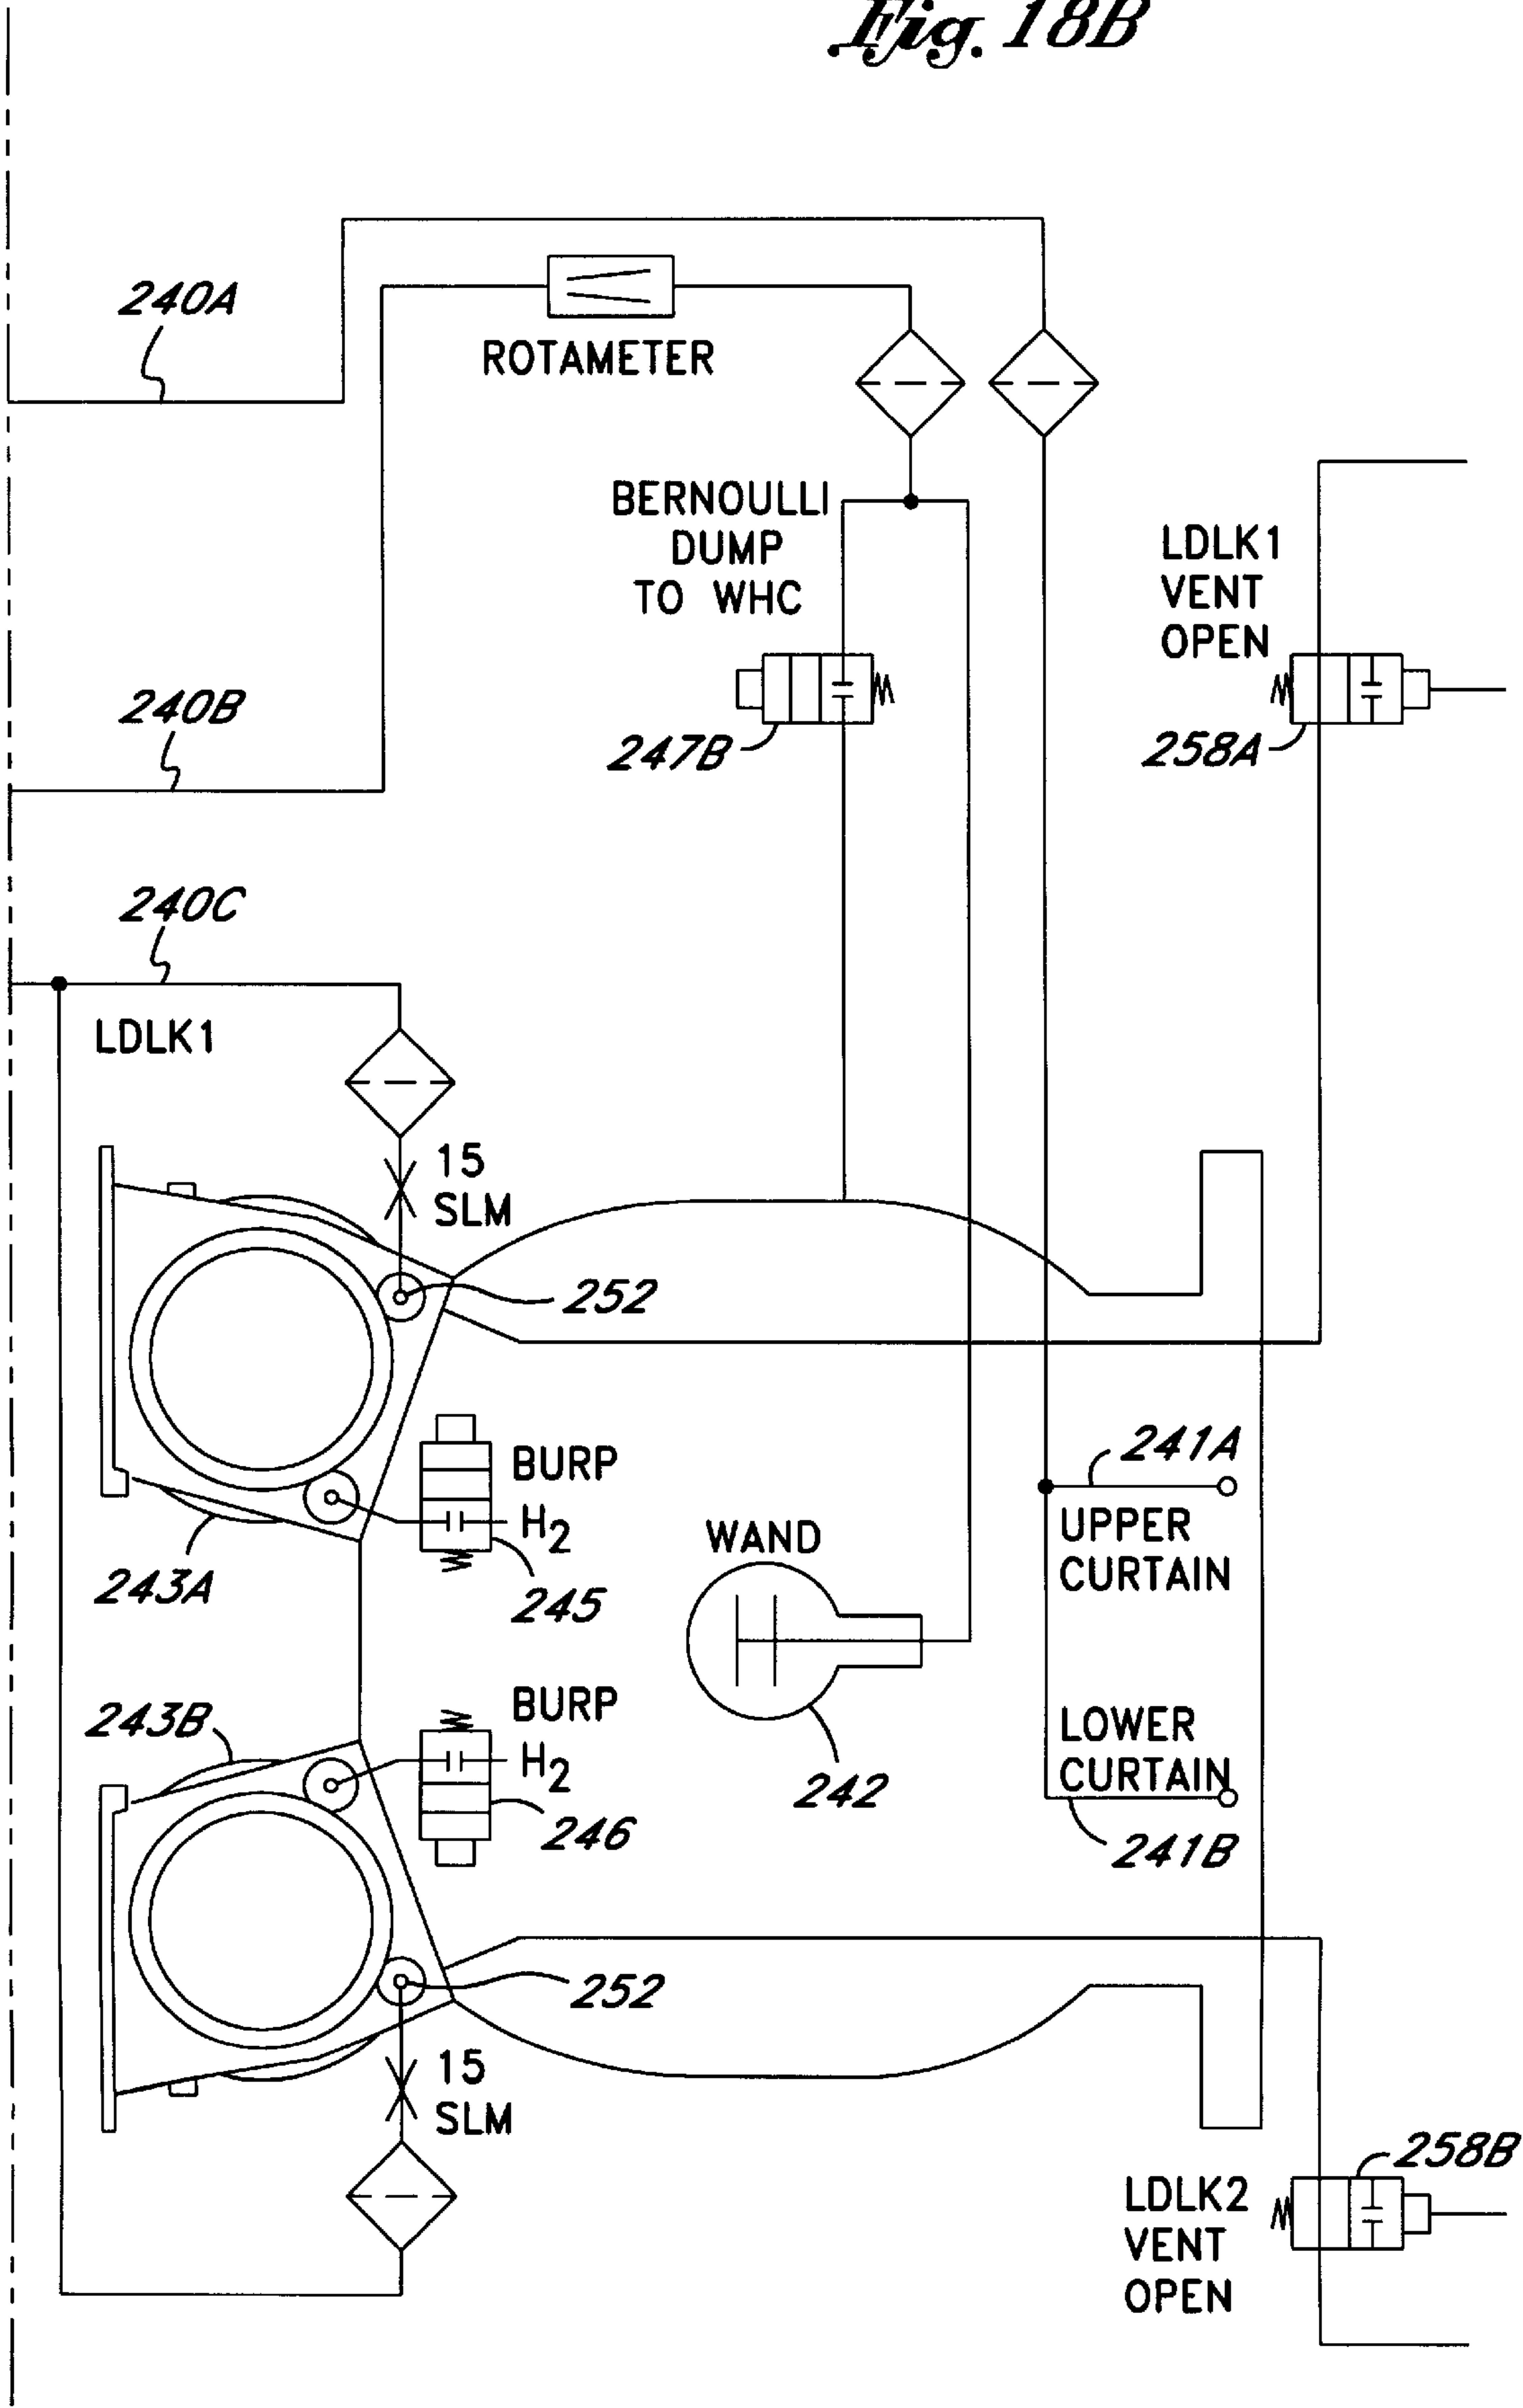 Fig. 18B
240A
ROTAMETER
BERNOULLI
DUMP
TO WHC
LDLK1
VENT
OPEN
240B
247B
258A
240C
LDLK1
15
SLM
252
BURP
H2
241A
UPPER
CURTAIN
WAND
243A
245
243B
BURP
H2
LOWER
CURTAIN
242
246
241B
252
15
SLM
258B
LDLK2
VENT
OPEN